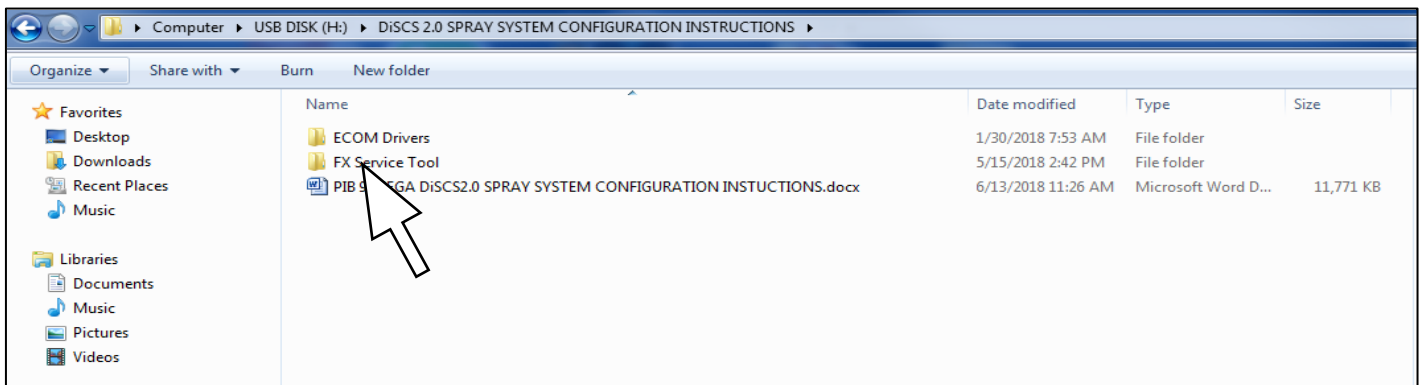 Computer USB DISK (H:) DiSCS 2.0 SPRAY SYSTEM CONFIGURATION INSTRUCTIONS
Organize Share with Burn New folder
Name Date modified Type Size
Favorites
Desktop
Downloads
Recent Places
Music
Libraries
Documents
Music
Pictures
Videos
ECOM Drivers 1/30/2018 7:53 AM File folder
FX Service Tool 5/15/2018 2:42 PM File folder
PIB DiSCS2.0 SPRAY SYSTEM CONFIGURATION INSTUCTIONS.docx 6/13/2018 11:26 AM Microsoft Word D... 11,771 KB